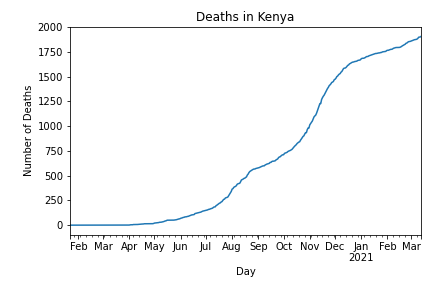 Deaths in Kenya
2000
1750
1500
1250
1000
750
500
250
0
Number of Deaths
Feb Mar Apr May Jun Jul Aug Sep Oct Nov Dec Jan Feb Mar
2021
Day